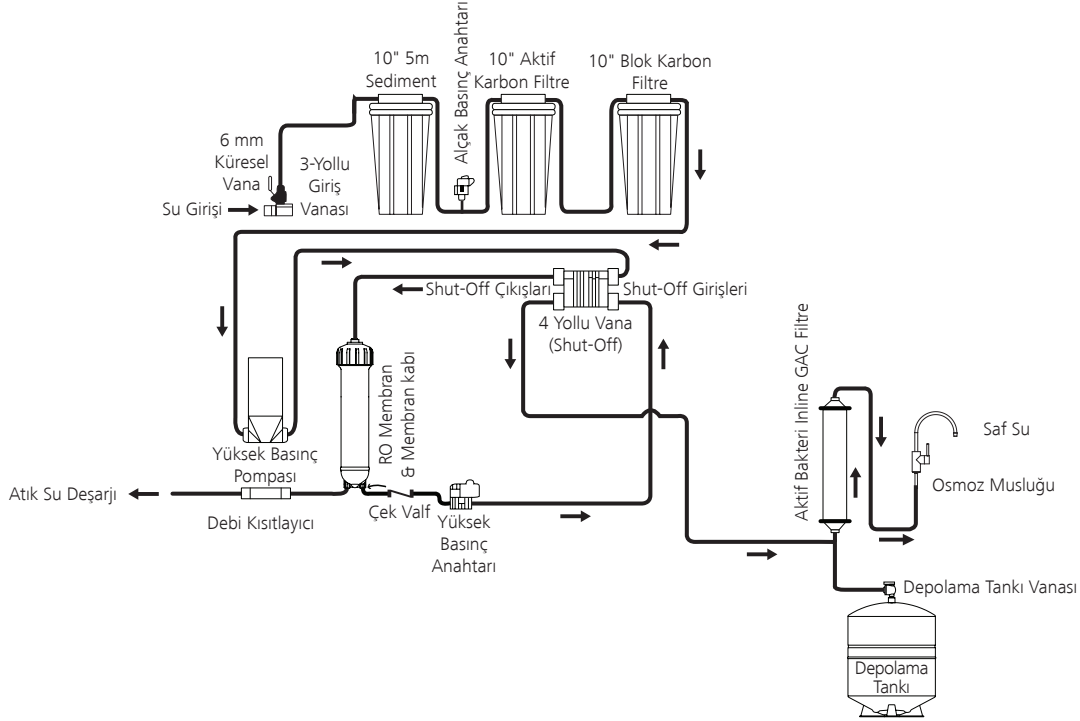 10" 5m
Sediment
Alçak Basınç Anahtarı
10" Aktif
Karbon Filtre
10" Blok Karbon
Filtre
6 mm
Küresel
Vana
3-Yollu
Giriş
Vanası
Su Girişi
Shut-Off Çıkışları
Shut-Off Girişleri
4 Yollu Vana
(Shut-Off)
RO Membran
& Membran kabı
Aktif Bakteri Inline GAC Filtre
Saf Su
Osmoz Musluğu
Yüksek Basınç
Pompası
Atık Su Deşarjı
Debi Kısıtlayıcı
Çek Valf
Yüksek
Basınç
Anahtarı
Depolama Tankı Vanası
Depolama
Tankı